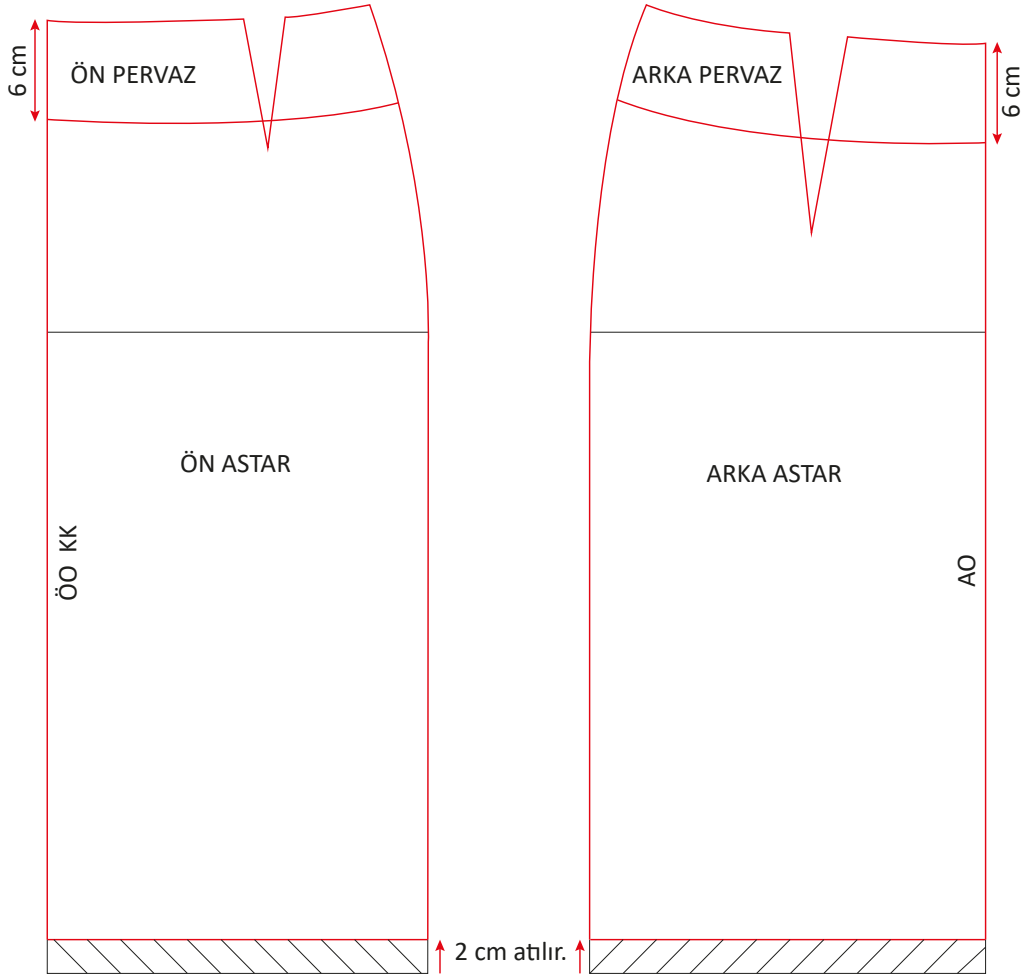 6 cm
ÖN PERVAZ
ARKA PERVAZ
6 cm
ÖN ASTAR
ARKA ASTAR
ÖO KK
AO
2 cm atılır.